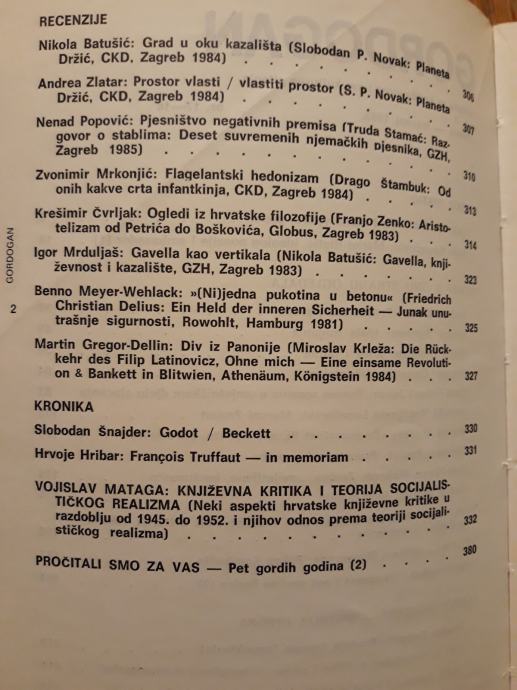 RECENZIJE
Nikola Batušić: Grad u oku kazališta (Slobodan P. Novak: Planeta
Držić, CKD, Zagreb 1984) . . . . . . . . . 306
Andrea Zlatar: Prostor vlasti / vlastiti prostor (S. P. Novak: Planeta
Držić, CKD, Zagreb 1984) . . . . . . . . . 307
Nenad Popović: Pjesništvo negativnih premisa (Truda Stamać: Raz-
govor o stablima: Deset suvremenih njemačkih pjesnika, GZH,
Zagreb 1985) . . . . . . . . . . . 310
Zvonimir Mrkonjić: Flagelantski hedonizam (Drago Štambuk: Od
onih kakve crta infantkinja, CKD, Zagreb 1984) . . . . 313
Krešimir Čvrljak: Ogledi iz hrvatske filozofije (Franjo Zenko: Aristo-
telizam od Petrića do Boškovića, Globus, Zagreb 1983) . . . 314
Igor Mrduljaš: Gavella kao vertikala (Nikola Batušić: Gavella, knji-
ževnost i kazalište, GZH, Zagreb 1983) . . . . . . 323
Benno Meyer-Wehlack: »(Ni)jedna pukotina u betonu« (Friedrich
Christian Delius: Ein Held der inneren Sicherheit — Junak unu-
trašnje sigurnosti, Rowohlt, Hamburg 1981) . . . . . 325
Martin Gregor-Dellin: Div iz Panonije (Miroslav Krleža: Die Rück-
kehr des Filip Latinovicz, Ohne mich — Eine einsame Revoluti-
on & Bankett in Blitwien, Athenäum, Königstein 1984) . . . 327
KRONIKA
Slobodan Šnajder: Godot / Beckett . . . . . . . 330
Hrvoje Hribar: François Truffaut — in memoriam . . . . 331
VOJISLAV MATAGA: KNJIŽEVNA KRITIKA I TEORIJA SOCIJALIS-
TIČKOG REALIZMA (Neki aspekti hrvatske književne kritike u
razdoblju od 1945. do 1952. i njihov odnos prema teoriji socijali-
stičkog realizma) . . . . . . . . . . 332
PROČITALI SMO ZA VAS — Pet gordih godina (2) . . . . 380
GORDOGAN
2